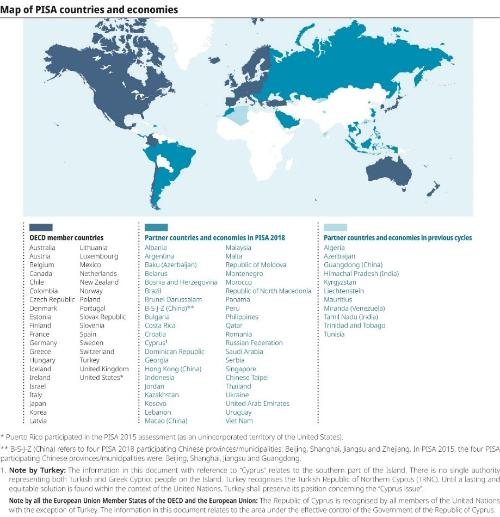 Map of PISA countries and economies
OECD member countries
Australia
Austria
Belgium
Canada
Chile
Colombia
Czech Republic
Denmark
Estonia
Finland
France
Germany
Greece
Hungary
Iceland
Ireland
Israel
Italy
Japan
Korea
Latvia
Lithuania
Luxembourg
Mexico
Netherlands
New Zealand
Norway
Poland
Portugal
Slovak Republic
Slovenia
Spain
Sweden
Switzerland
Turkey
United Kingdom
United States*
Partner countries and economies in PISA 2018
Albania
Argentina
Baku (Azerbaijan)
Belarus
Bosnia and Herzegovina
Brazil
Brunei Darussalam
B-S-J-Z (China)**
Bulgaria
Costa Rica
Croatia
Cyprus¹
Dominican Republic
Georgia
Hong Kong (China)
Indonesia
Jordan
Kazakhstan
Kosovo
Lebanon
Macao (China)
Malaysia
Malta
Republic of Moldova
Montenegro
Morocco
Republic of North Macedonia
Panama
Peru
Philippines
Qatar
Romania
Russian Federation
Saudi Arabia
Serbia
Singapore
Chinese Taipei
Thailand
Ukraine
United Arab Emirates
Uruguay
Viet Nam
Partner countries and economies in previous cycles
Algeria
Azerbaijan
Guangdong (China)
Himachal Pradesh (India)
Kyrgyzstan
Liechtenstein
Mauritius
Miranda (Venezuela)
Tamil Nadu (India)
Trinidad and Tobago
Tunisia
* Puerto Rico participated in the PISA 2015 assessment (as an unincorporated territory of the United States).
** B-S-J-Z (China) refers to four PISA 2018 participating Chinese provinces/municipalities: Beijing, Shanghai, Jiangsu and Zhejiang. In PISA 2015, the four PISA
participating Chinese provinces/municipalities were: Beijing, Shanghai, Jiangsu and Guangdong.
1. Note by Turkey: The information in this document with reference to "Cyprus" relates to the southern part of the Island. There is no single authority
representing both Turkish and Greek Cypriot people on the Island. Turkey recognises the Turkish Republic of Northern Cyprus (TRNC). Until a lasting and
equitable solution is found within the context of the United Nations, Turkey shall preserve its position concerning the "Cyprus issue".
Note by all the European Union Member States of the OECD and the European Union: The Republic of Cyprus is recognised by all members of the United Nations
with the exception of Turkey. The information in this document relates to the area under the effective control of the Government of the Republic of Cyprus.